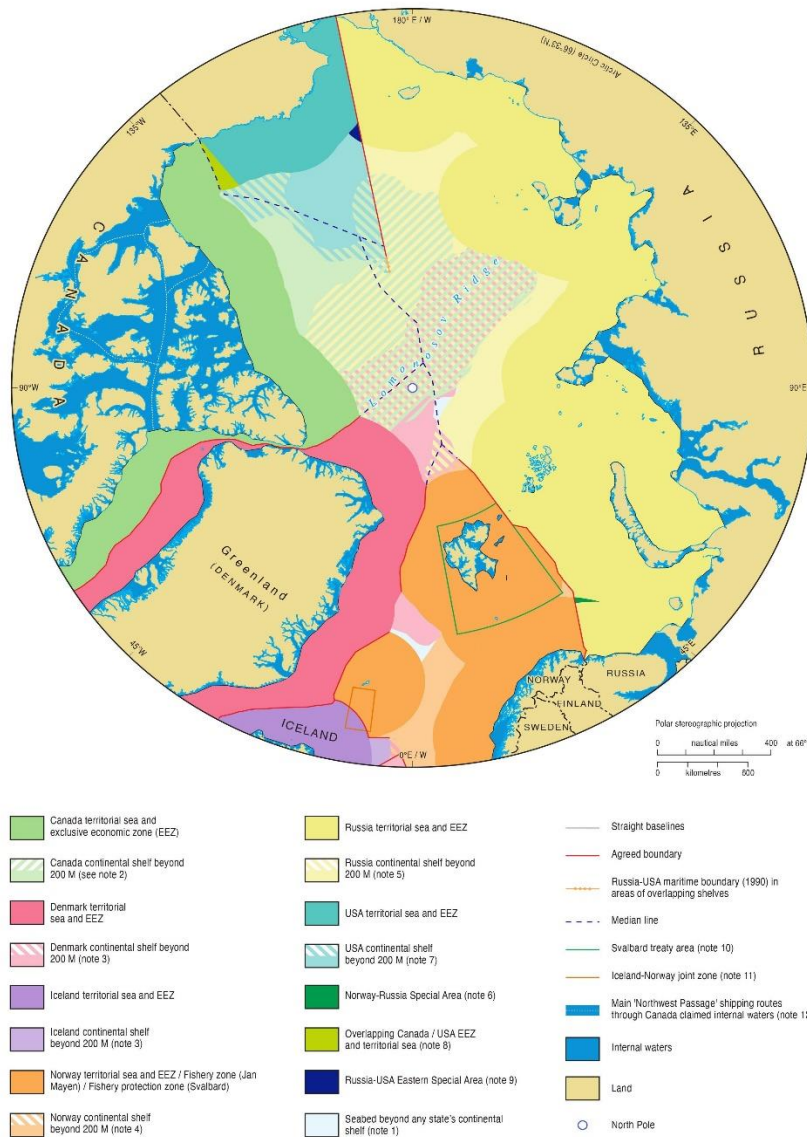 180° E / W
Arctic Circle (66°33'N)
135°W
135°E
CANADA
RUSSIA
Lomonosov Ridge
90°W
90°E
Greenland
(DENMARK)
45°W
45°E
ICELAND
NORWAY
RUSSIA
FINLAND
SWEDEN
0°E / W
Polar stereographic projection
0 nautical miles 400 at 66°
0 kilometres 600
Canada territorial sea and
exclusive economic zone (EEZ)
Canada continental shelf beyond
200 M (see note 2)
Denmark territorial
sea and EEZ
Denmark continental shelf beyond
200 M (note 3)
Iceland territorial sea and EEZ
Iceland continental shelf
beyond 200 M (note 3)
Norway territorial sea and EEZ / Fishery zone (Jan
Mayen) / Fishery protection zone (Svalbard)
Norway continental shelf
beyond 200 M (note 4)
Russia territorial sea and EEZ
Russia continental shelf beyond
200 M (note 5)
USA territorial sea and EEZ
USA continental shelf
beyond 200 M (note 7)
Norway-Russia Special Area (note 6)
Overlapping Canada / USA EEZ
and territorial sea (note 8)
Russia-USA Eastern Special Area (note 9)
Seabed beyond any state's continental
shelf (note 1)
Straight baselines
Agreed boundary
Russia-USA maritime boundary (1990) in
areas of overlapping shelves
Median line
Svalbard treaty area (note 10)
Iceland-Norway joint zone (note 11)
Main 'Northwest Passage' shipping routes
through Canada claimed internal waters (note 12
Internal waters
Land
North Pole